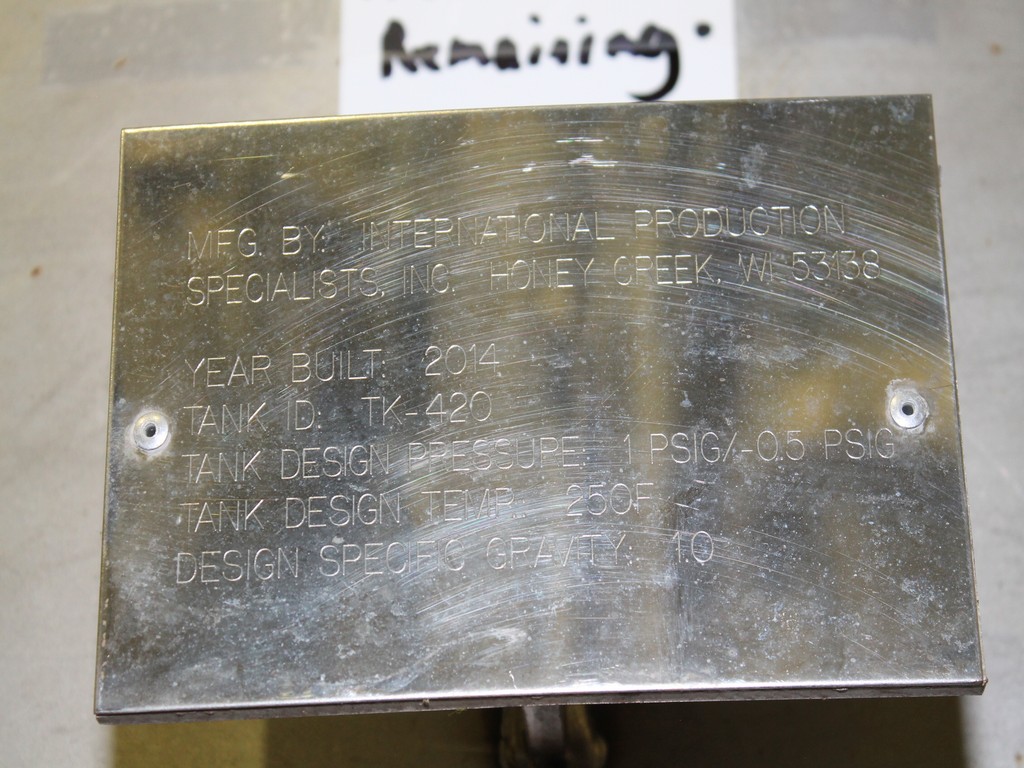 Remaining.
MFG. BY: INTERNATIONAL PRODUCTION
SPECIALISTS, INC. HONEY CREEK, WI 53138
YEAR BUILT: 2014
TANK ID: TK-420
TANK DESIGN PRESSURE: 1 PSIG/-0.5 PSIG
TANK DESIGN TEMP.: 250F
DESIGN SPECIFIC GRAVITY: 1.0